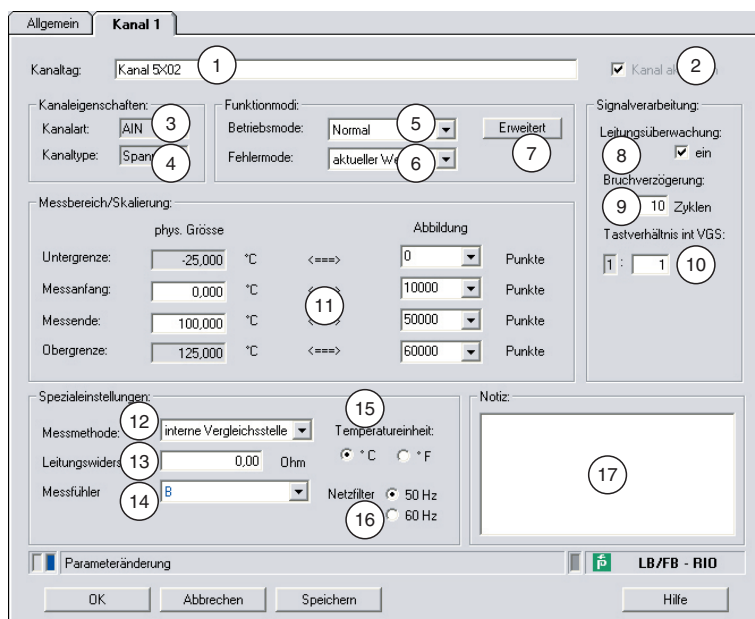 Allgemein Kanal 1
Kanaltag: Kanal 5X02 1 Kanal 2
Kanaleigenschaften: Funktionmodi: Signalverarbeitung:
Kanalart: AIN 3 Betriebsmode: Normal 5 Erweitert 7 Leitungsüberwachung:
8 ein
Kanaltype: 4 Fehlermode: aktueller 6
Bruchverzögerung:
9 10 Zyklen
Messbereich/Skalierung:
phys. Grösse Abbildung Tastverhältnis int VGS:
1 : 1 10
Untergrenze: -25,000 °C <===> 0 Punkte
Messanfang: 0,000 °C 10000 Punkte
11
Messende: 100,000 °C 50000 Punkte
Obergrenze: 125,000 °C <===> 60000 Punkte
Spezialeinstellungen: Notiz:
12 15
Messmethode: interne Vergleichsstelle Temperatureinheit:
13 0,00 Ohm ° C ° F
Messfühler 14 B Netzfilter 50 Hz
16 60 Hz
17
Parameteränderung LB/FB - RIO
OK Abbrechen Speichern Hilfe